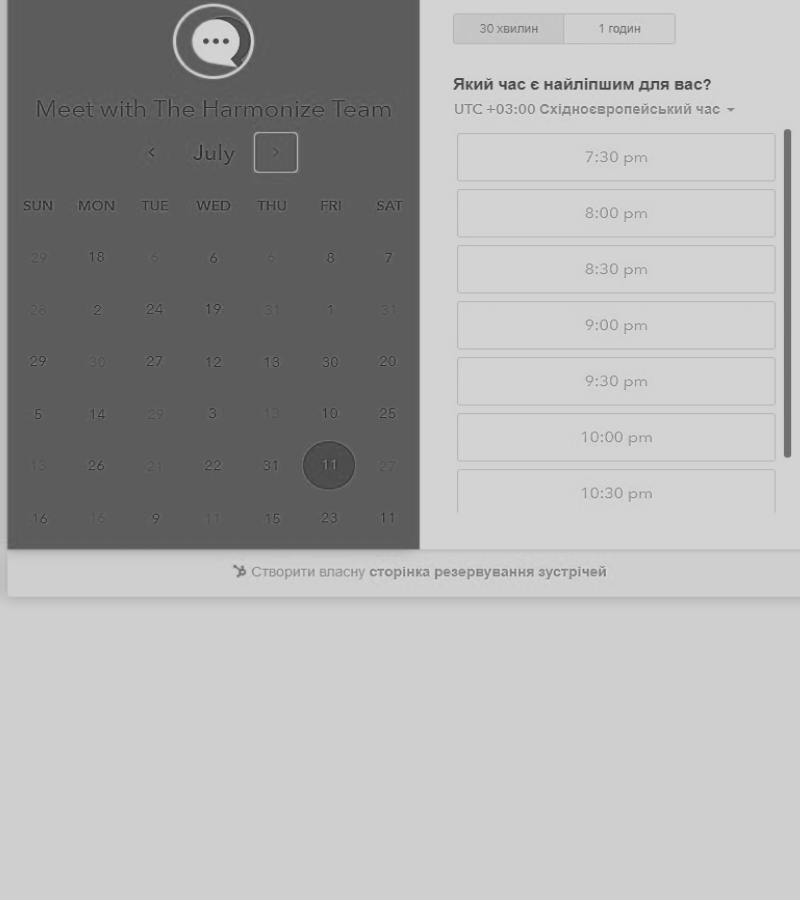 Meet with The Harmonize Team
July
SUN MON TUE WED THU FRI SAT
29 18 6 6 6 8 7
28 2 24 19 31 1 31
29 30 27 12 13 30 20
5 14 29 3 13 10 25
13 26 21 22 31 11 27
16 16 9 11 15 23 11
30 хвилин 1 годин
Який час є найліпшим для вас?
UTC +03:00 Східноєвропейський час
7:30 pm
8:00 pm
8:30 pm
9:00 pm
9:30 pm
10:00 pm
10:30 pm
Створити власну сторінка резервування зустрічей